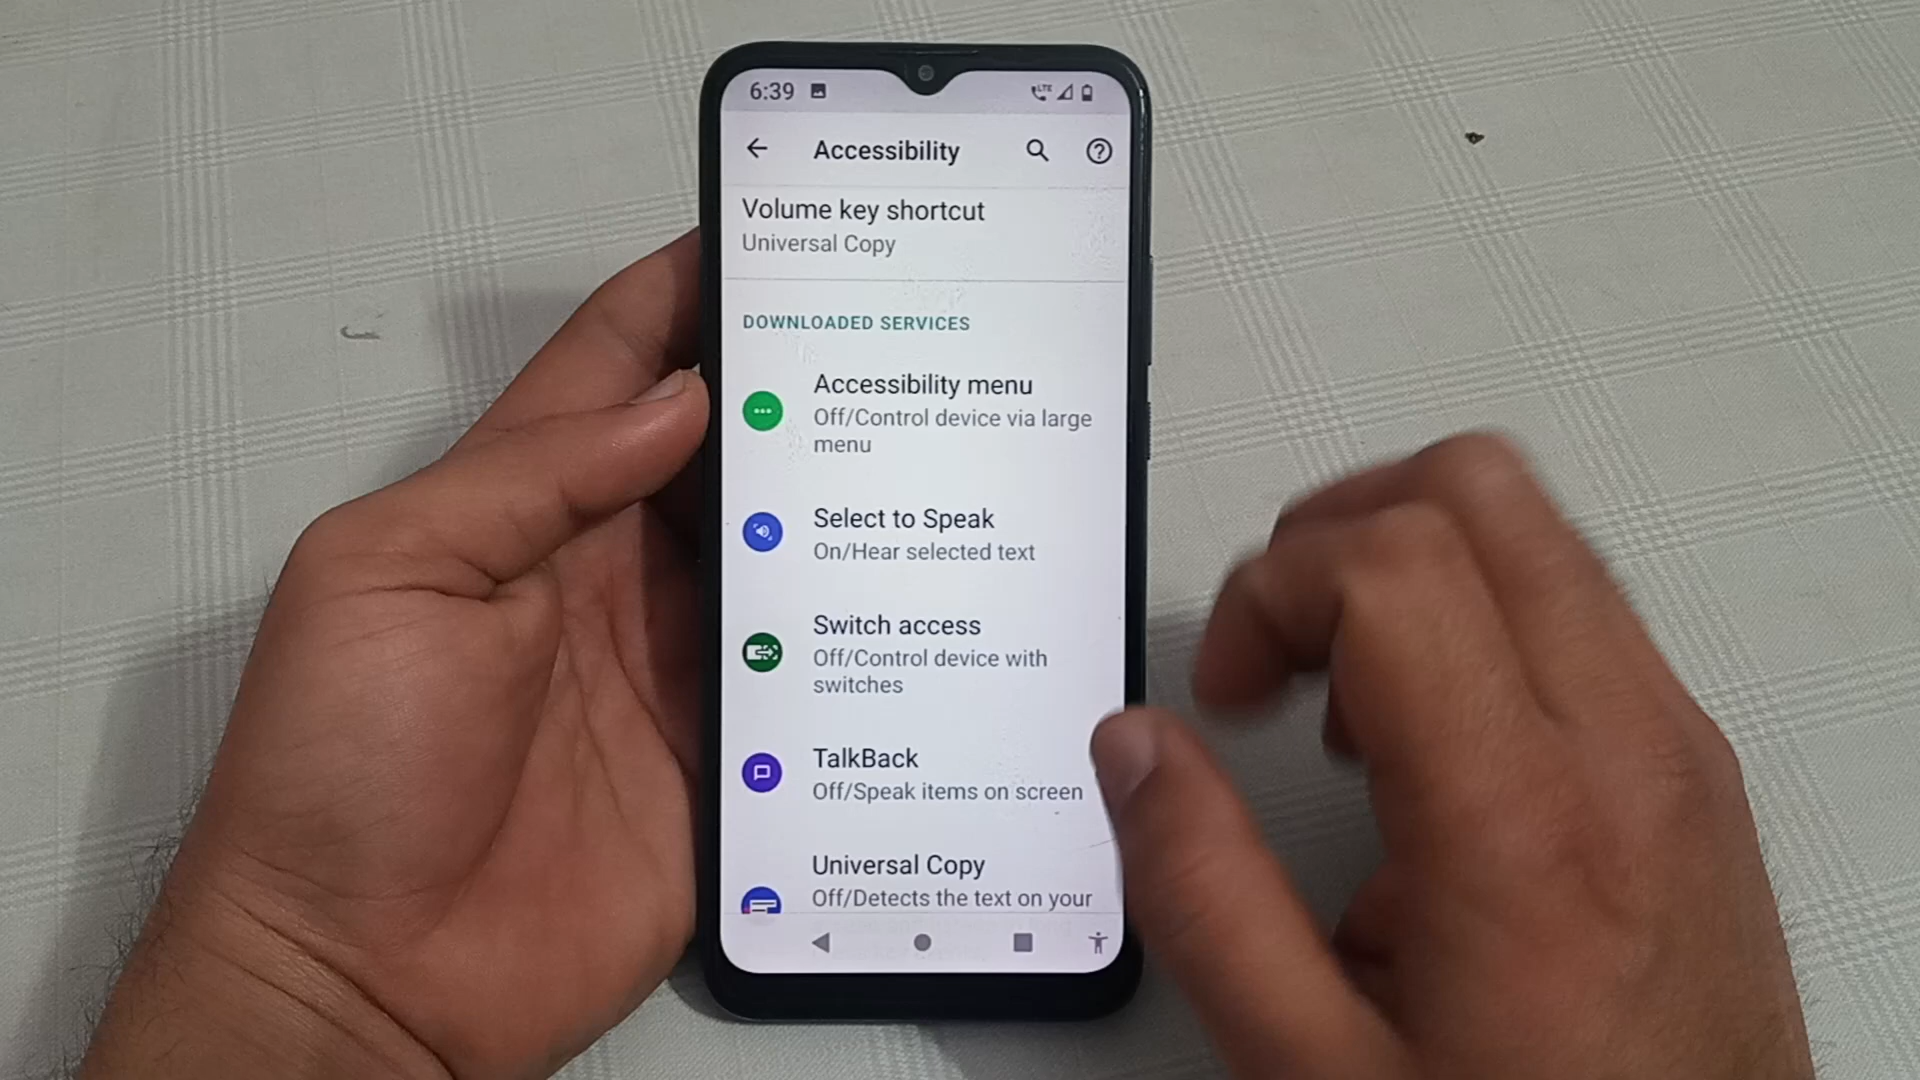 6:39
LTE
Accessibility
Volume key shortcut
Universal Copy
DOWNLOADED SERVICES
Accessibility menu
Off/Control device via large
menu
Select to Speak
On/Hear selected text
Switch access
Off/Control device with
switches
TalkBack
Off/Speak items on screen
Universal Copy
Off/Detects the text on your